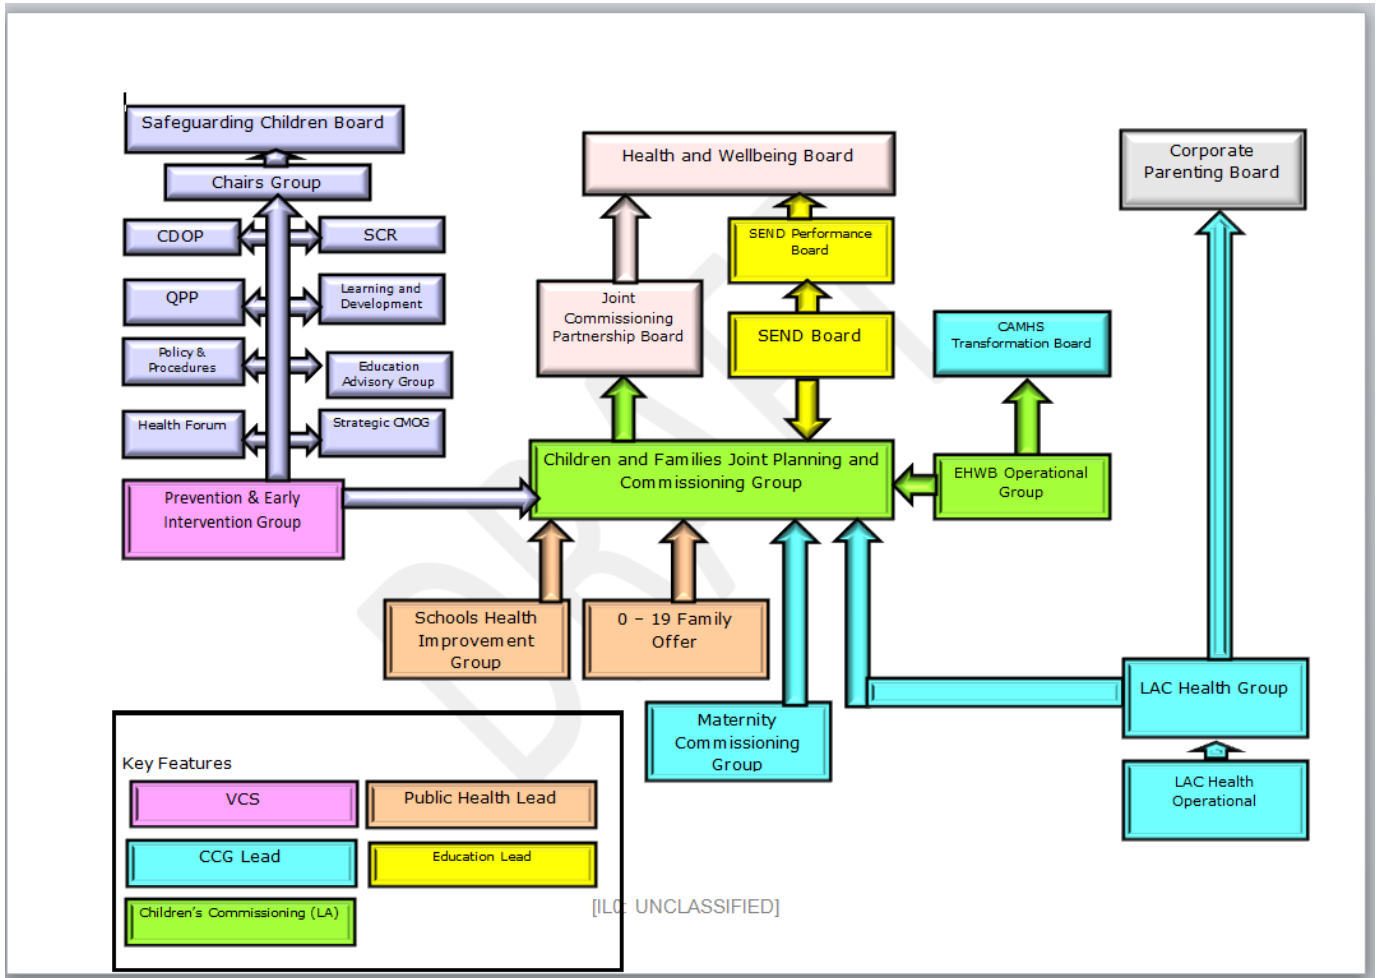 Safeguarding Children Board
Chairs Group
CDOP
SCR
QPP
Learning and
Development
Policy &
Procedures
Education
Advisory Group
Health Forum
Strategic CMOG
Prevention & Early
Intervention Group
Health and Wellbeing Board
SEND Performance
Board
Joint
Commissioning
Partnership Board
SEND Board
CAMHS
Transformation Board
Corporate
Parenting Board
Children and Families Joint Planning and
Commissioning Group
EHWB Operational
Group
Schools Health
Improvement
Group
0 – 19 Family
Offer
Maternity
Commissioning
Group
LAC Health Group
LAC Health
Operational
DRAFT
Key Features
VCS
Public Health Lead
CCG Lead
Education Lead
Children's Commissioning (LA)
[IL0: UNCLASSIFIED]